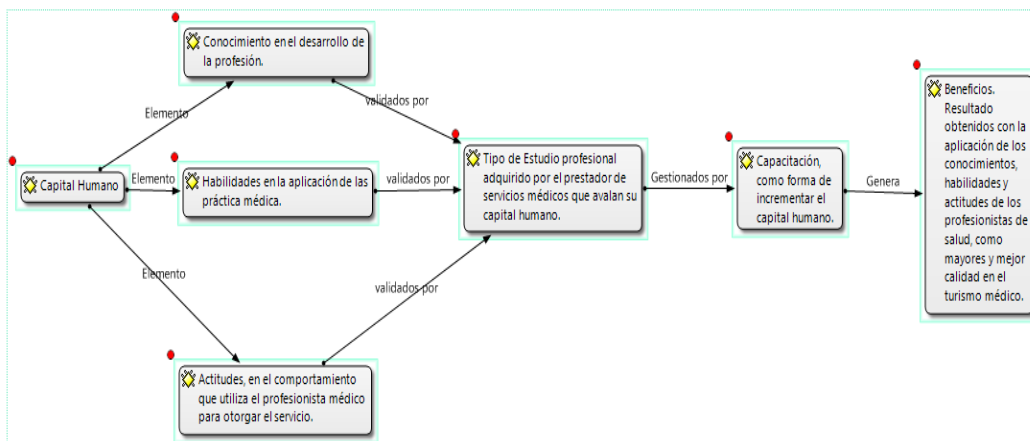 Conocimiento en el desarrollo de
la profesión.
Elemento
validados por
Capital Humano
Elemento
Habilidades en la aplicación de las
práctica médica.
validados por
Tipo de Estudio profesional
adquirido por el prestador de
servicios médicos que avalan su
capital humano.
Gestionados por
Capacitación,
como forma de
incrementar el
capital humano.
Genera
Beneficios.
Resultado
obtenidos con la
aplicación de los
conocimientos,
habilidades y
actitudes de los
profesionistas de
salud, como
mayores y mejor
calidad en el
turismo médico.
Elemento
validados por
Actitudes, en el comportamiento
que utiliza el profesionista médico
para otorgar el servicio.